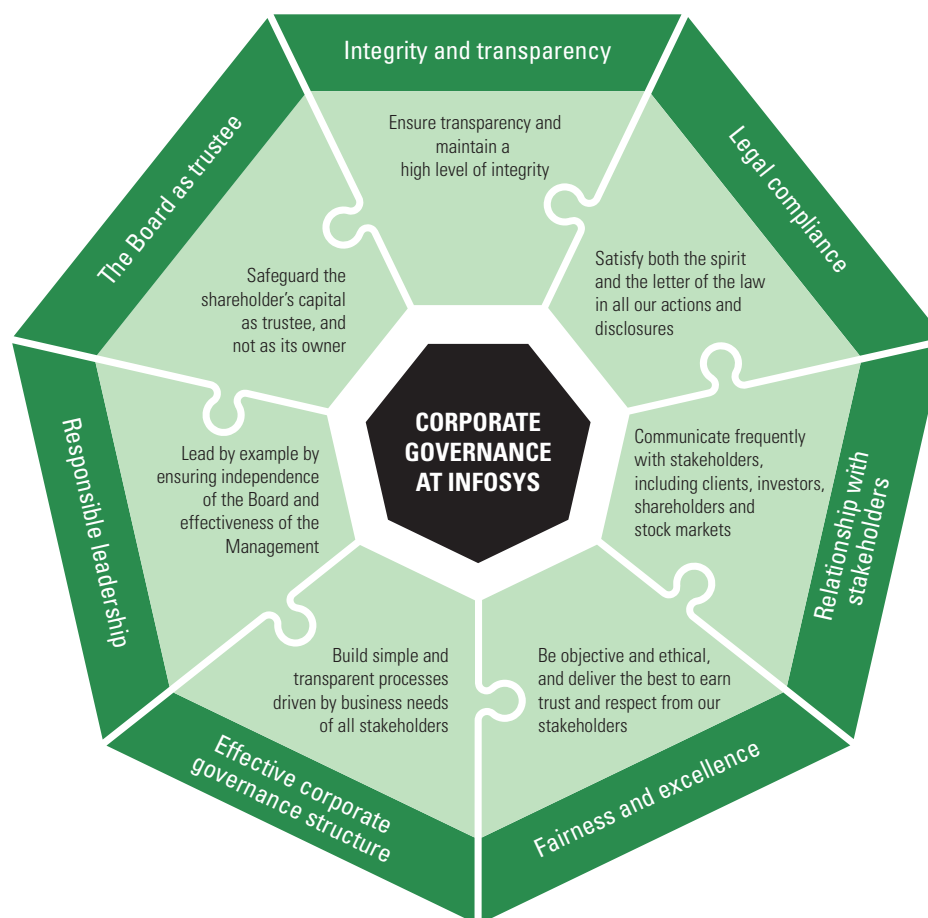 Integrity and transparency
Ensure transparency and
maintain a
high level of integrity
Legal compliance
Satisfy both the spirit
and the letter of the law
in all our actions and
disclosures
Relationship with
stakeholders
Communicate frequently
with stakeholders,
including clients, investors,
shareholders and
stock markets
Fairness and excellence
Be objective and ethical,
and deliver the best to earn
trust and respect from our
stakeholders
Effective corporate
governance structure
Build simple and
transparent processes
driven by business needs
of all stakeholders
Responsible leadership
Lead by example by
ensuring independence
of the Board and
effectiveness of the
Management
The Board as trustee
Safeguard the
shareholder’s capital
as trustee, and
not as its owner
CORPORATE
GOVERNANCE
AT INFOSYS